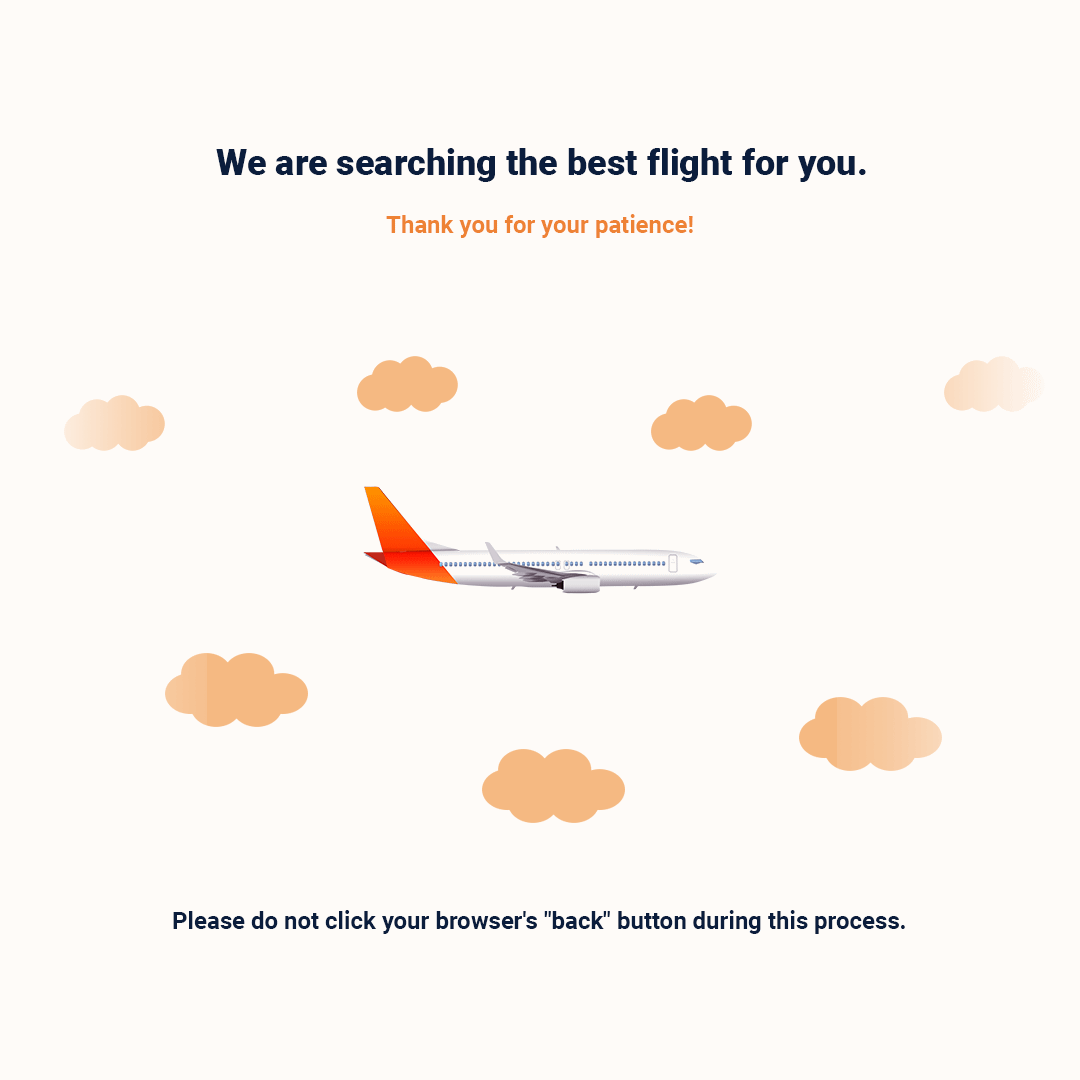 We are searching the best flight for you.
Thank you for your patience!
Please do not click your browser's "back" button during this process.